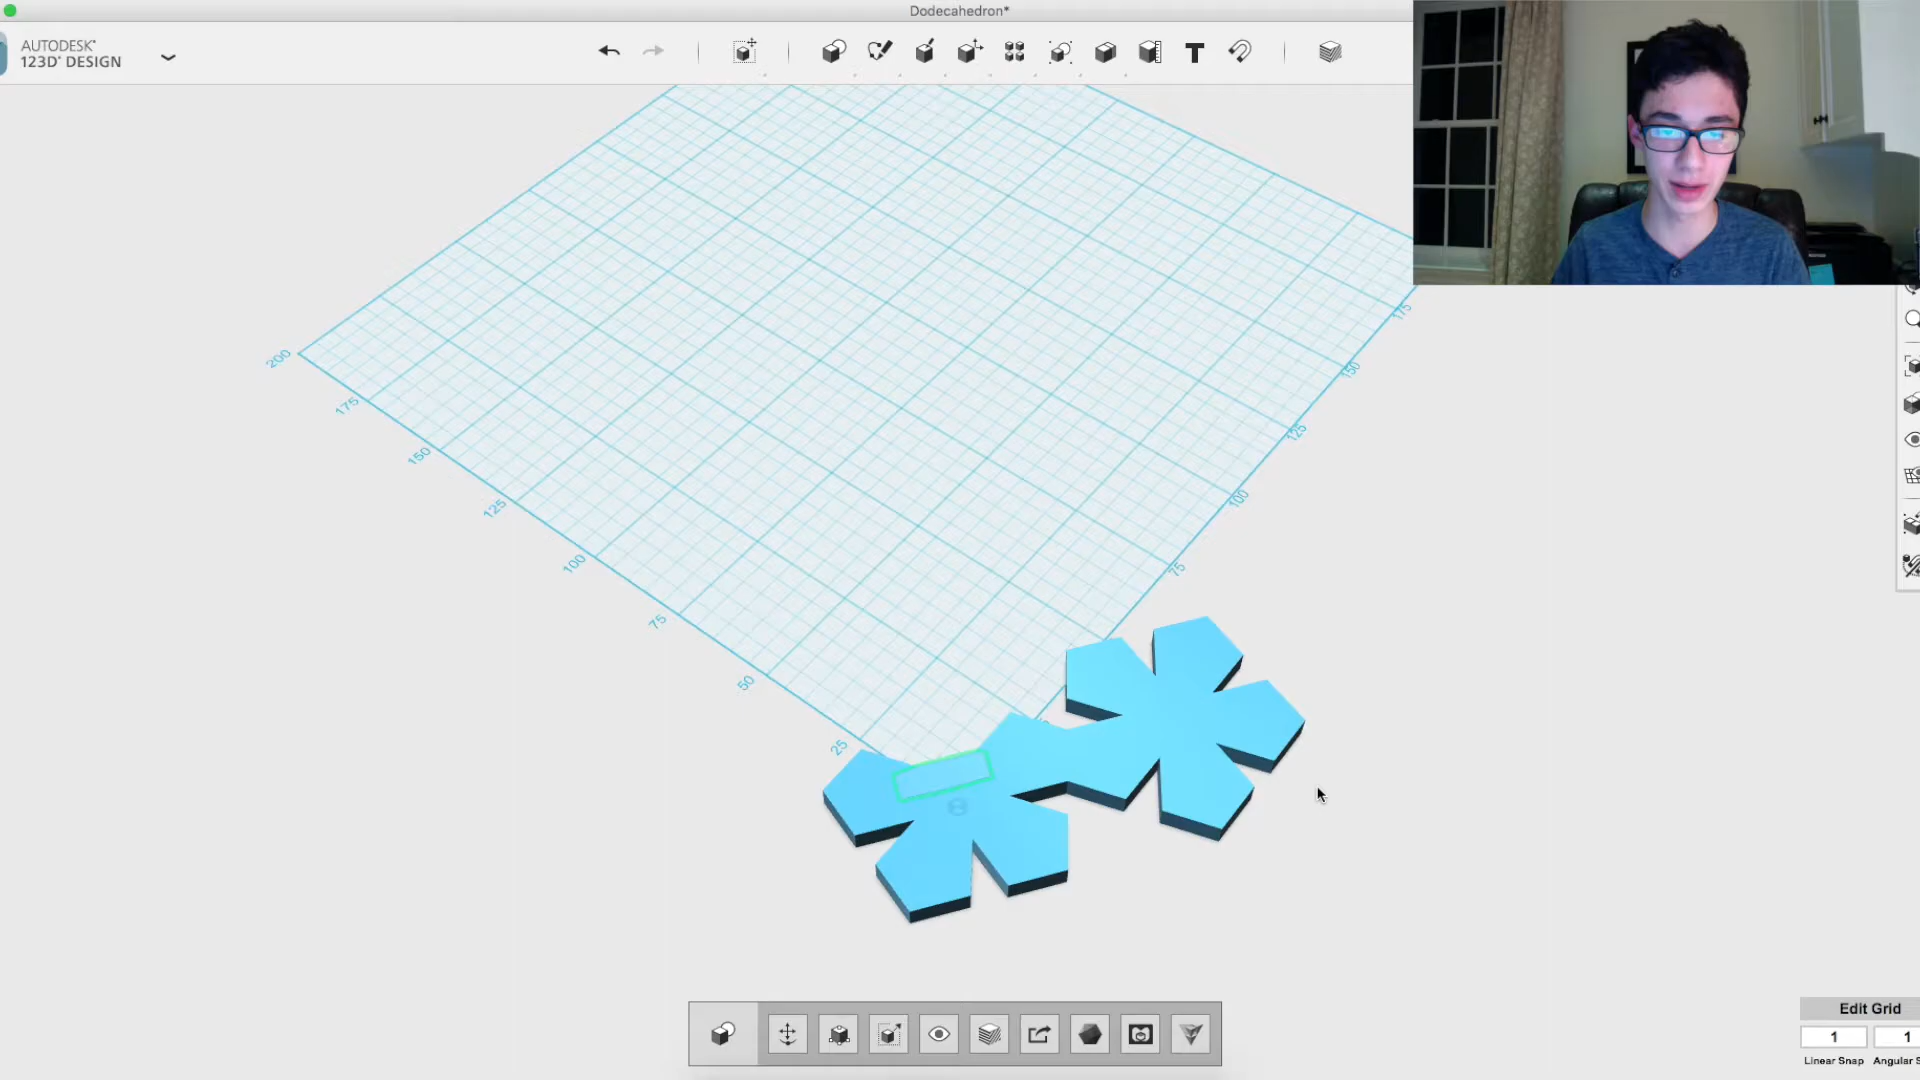 Dodecahedron*
AUTODESK®
123D® DESIGN
T
200
175
150
125
100
75
50
25
175
150
125
100
75
Edit Grid
1
1
Linear Snap
Angular S